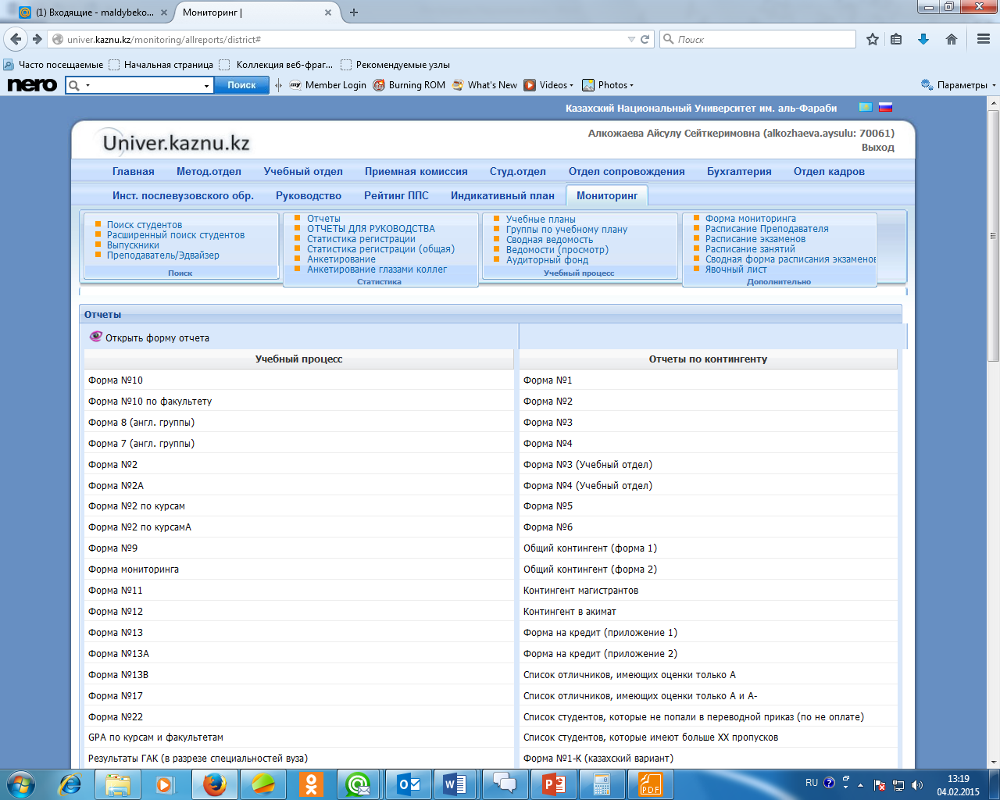 (1) Входящие - maldybeko...
Мониторинг |
univer.kaznu.kz/monitoring/allreports/district#
Поиск
Часто посещаемые
Начальная страница
Коллекция веб-фраг...
Рекомендуемые узлы
nero
Поиск
my Member Login
Burning ROM
What's New
Videos
Photos
Параметры
Казахский Национальный Университет им. аль-Фараби
Univer.kaznu.kz
Алкожаева Айсулу Сейткеримовна (alkozhaeva.aysulu: 70061)
Выход
Главная Метод.отдел Учебный отдел Приемная комиссия Студ.отдел Отдел сопровождения Бухгалтерия Отдел кадров
Инст. послевузовского обр. Руководство Рейтинг ППС Индикативный план Мониторинг
Поиск студентов
Расширенный поиск студентов
Выпускники
Преподаватель/Эдвайзер
Поиск
Отчеты
ОТЧЕТЫ ДЛЯ РУКОВОДСТВА
Статистика регистрации
Статистика регистрации (общая)
Анкетирование
Анкетирование глазами коллег
Статистика
Учебные планы
Группы по учебному плану
Сводная ведомость
Ведомости (просмотр)
Аудиторный фонд
Учебный процесс
Форма мониторинга
Расписание Преподавателя
Расписание экзаменов
Расписание занятий
Сводная форма расписания экзаменов
Явочный лист
Дополнительно
Отчеты
Открыть форму отчета
Учебный процесс
Форма №10
Форма №10 по факультету
Форма 8 (англ. группы)
Форма 7 (англ. группы)
Форма №2
Форма №2А
Форма №2 по курсам
Форма №2 по курсамА
Форма №9
Форма мониторинга
Форма №11
Форма №12
Форма №13
Форма №13А
Форма №13В
Форма №17
Форма №22
GPA по курсам и факультетам
Результаты ГАК (в разрезе специальностей вуза)
Отчеты по контингенту
Форма №1
Форма №2
Форма №3
Форма №4
Форма №3 (Учебный отдел)
Форма №4 (Учебный отдел)
Форма №5
Форма №6
Общий контингент (форма 1)
Общий контингент (форма 2)
Контингент магистрантов
Контингент в акимат
Форма на кредит (приложение 1)
Форма на кредит (приложение 2)
Список отличников, имеющих оценки только А
Список отличников, имеющих оценки только А и А-
Список студентов, которые не попали в переводной приказ (по не оплате)
Список студентов, которые имеют больше ХХ пропусков
Форма №1-К (казахский вариант)
PDF
RU
13:19
04.02.2015